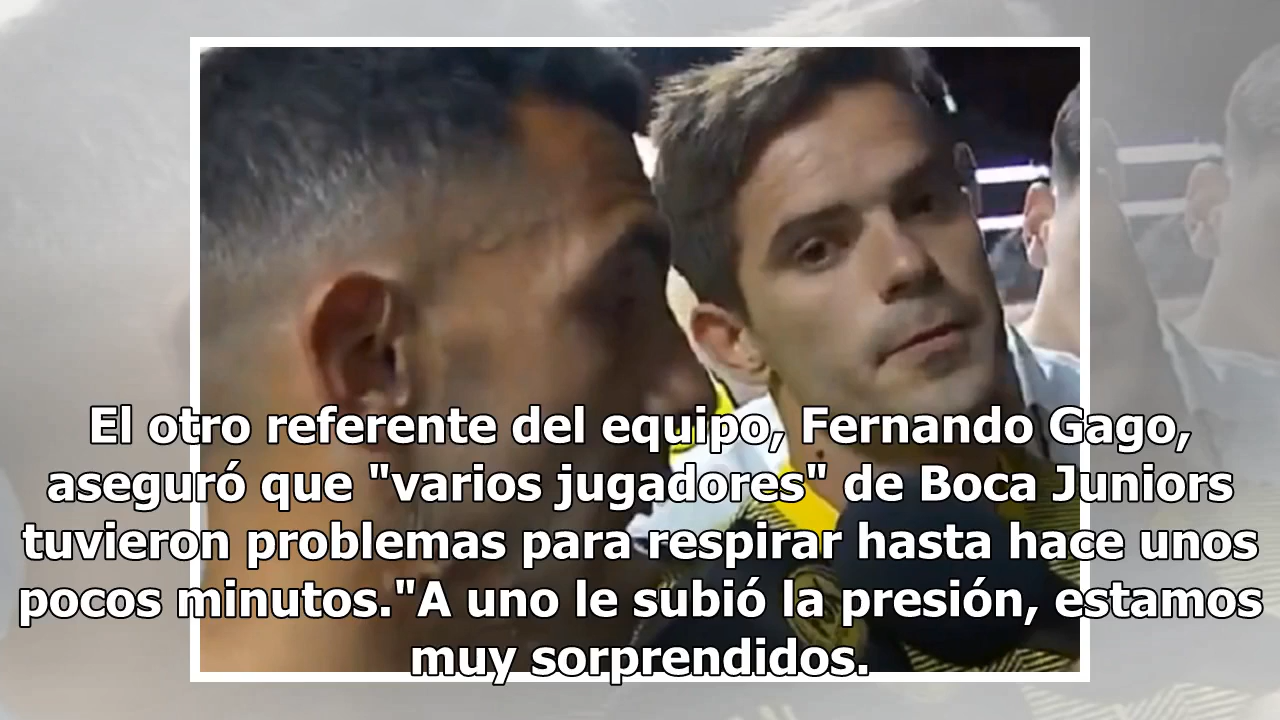 El otro referente del equipo, Fernando Gago,
aseguró que "varios jugadores" de Boca Juniors
tuvieron problemas para respirar hasta hace unos
pocos minutos."A uno le subió la presión, estamos
muy sorprendidos.